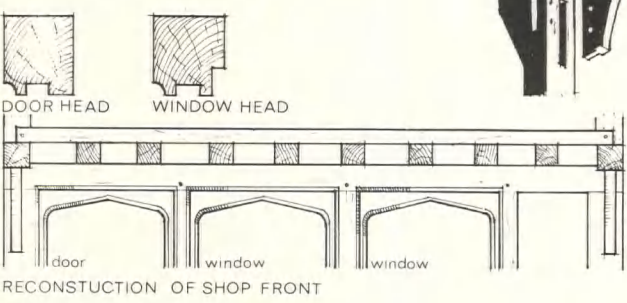 DOOR HEAD
WINDOW HEAD
door
window
window
RECONSTUCTION OF SHOP FRONT